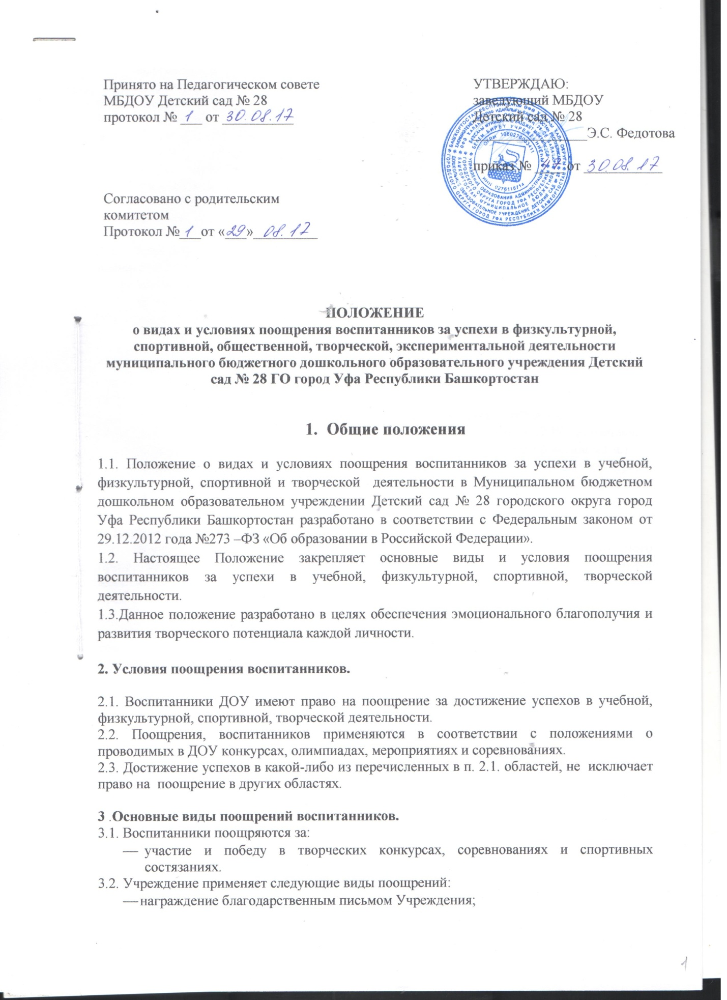 Принято на Педагогическом совете
МБДОУ Детский сад № 28
протокол № 1 от 30.08.17
УТВЕРЖДАЮ:
заведующий МБДОУ
Детский сад № 28
Э.С. Федотова
приказ № 47 от 30.08.17
ОГРН 1080276003411
ИНН 0276115714
Согласовано с родительским
комитетом
Протокол № 1 от «29» 08.17
ПОЛОЖЕНИЕ
о видах и условиях поощрения воспитанников за успехи в физкультурной,
спортивной, общественной, творческой, экспериментальной деятельности
муниципального бюджетного дошкольного образовательного учреждения Детский
сад № 28 ГО город Уфа Республики Башкортостан
1. Общие положения
1.1. Положение о видах и условиях поощрения воспитанников за успехи в учебной,
физкультурной, спортивной и творческой деятельности в Муниципальном бюджетном
дошкольном образовательном учреждении Детский сад № 28 городского округа город
Уфа Республики Башкортостан разработано в соответствии с Федеральным законом от
29.12.2012 года №273 –ФЗ «Об образовании в Российской Федерации».
1.2. Настоящее Положение закрепляет основные виды и условия поощрения
воспитанников за успехи в учебной, физкультурной, спортивной, творческой
деятельности.
1.3.Данное положение разработано в целях обеспечения эмоционального благополучия и
развития творческого потенциала каждой личности.
2. Условия поощрения воспитанников.
2.1. Воспитанники ДОУ имеют право на поощрение за достижение успехов в учебной,
физкультурной, спортивной, творческой деятельности.
2.2. Поощрения, воспитанников применяются в соответствии с положениями о
проводимых в ДОУ конкурсах, олимпиадах, мероприятиях и соревнованиях.
2.3. Достижение успехов в какой-либо из перечисленных в п. 2.1. областей, не исключает
право на поощрение в других областях.
3 .Основные виды поощрений воспитанников.
3.1. Воспитанники поощряются за:
— участие и победу в творческих конкурсах, соревнованиях и спортивных
состязаниях.
3.2. Учреждение применяет следующие виды поощрений:
—награждение благодарственным письмом Учреждения;
1